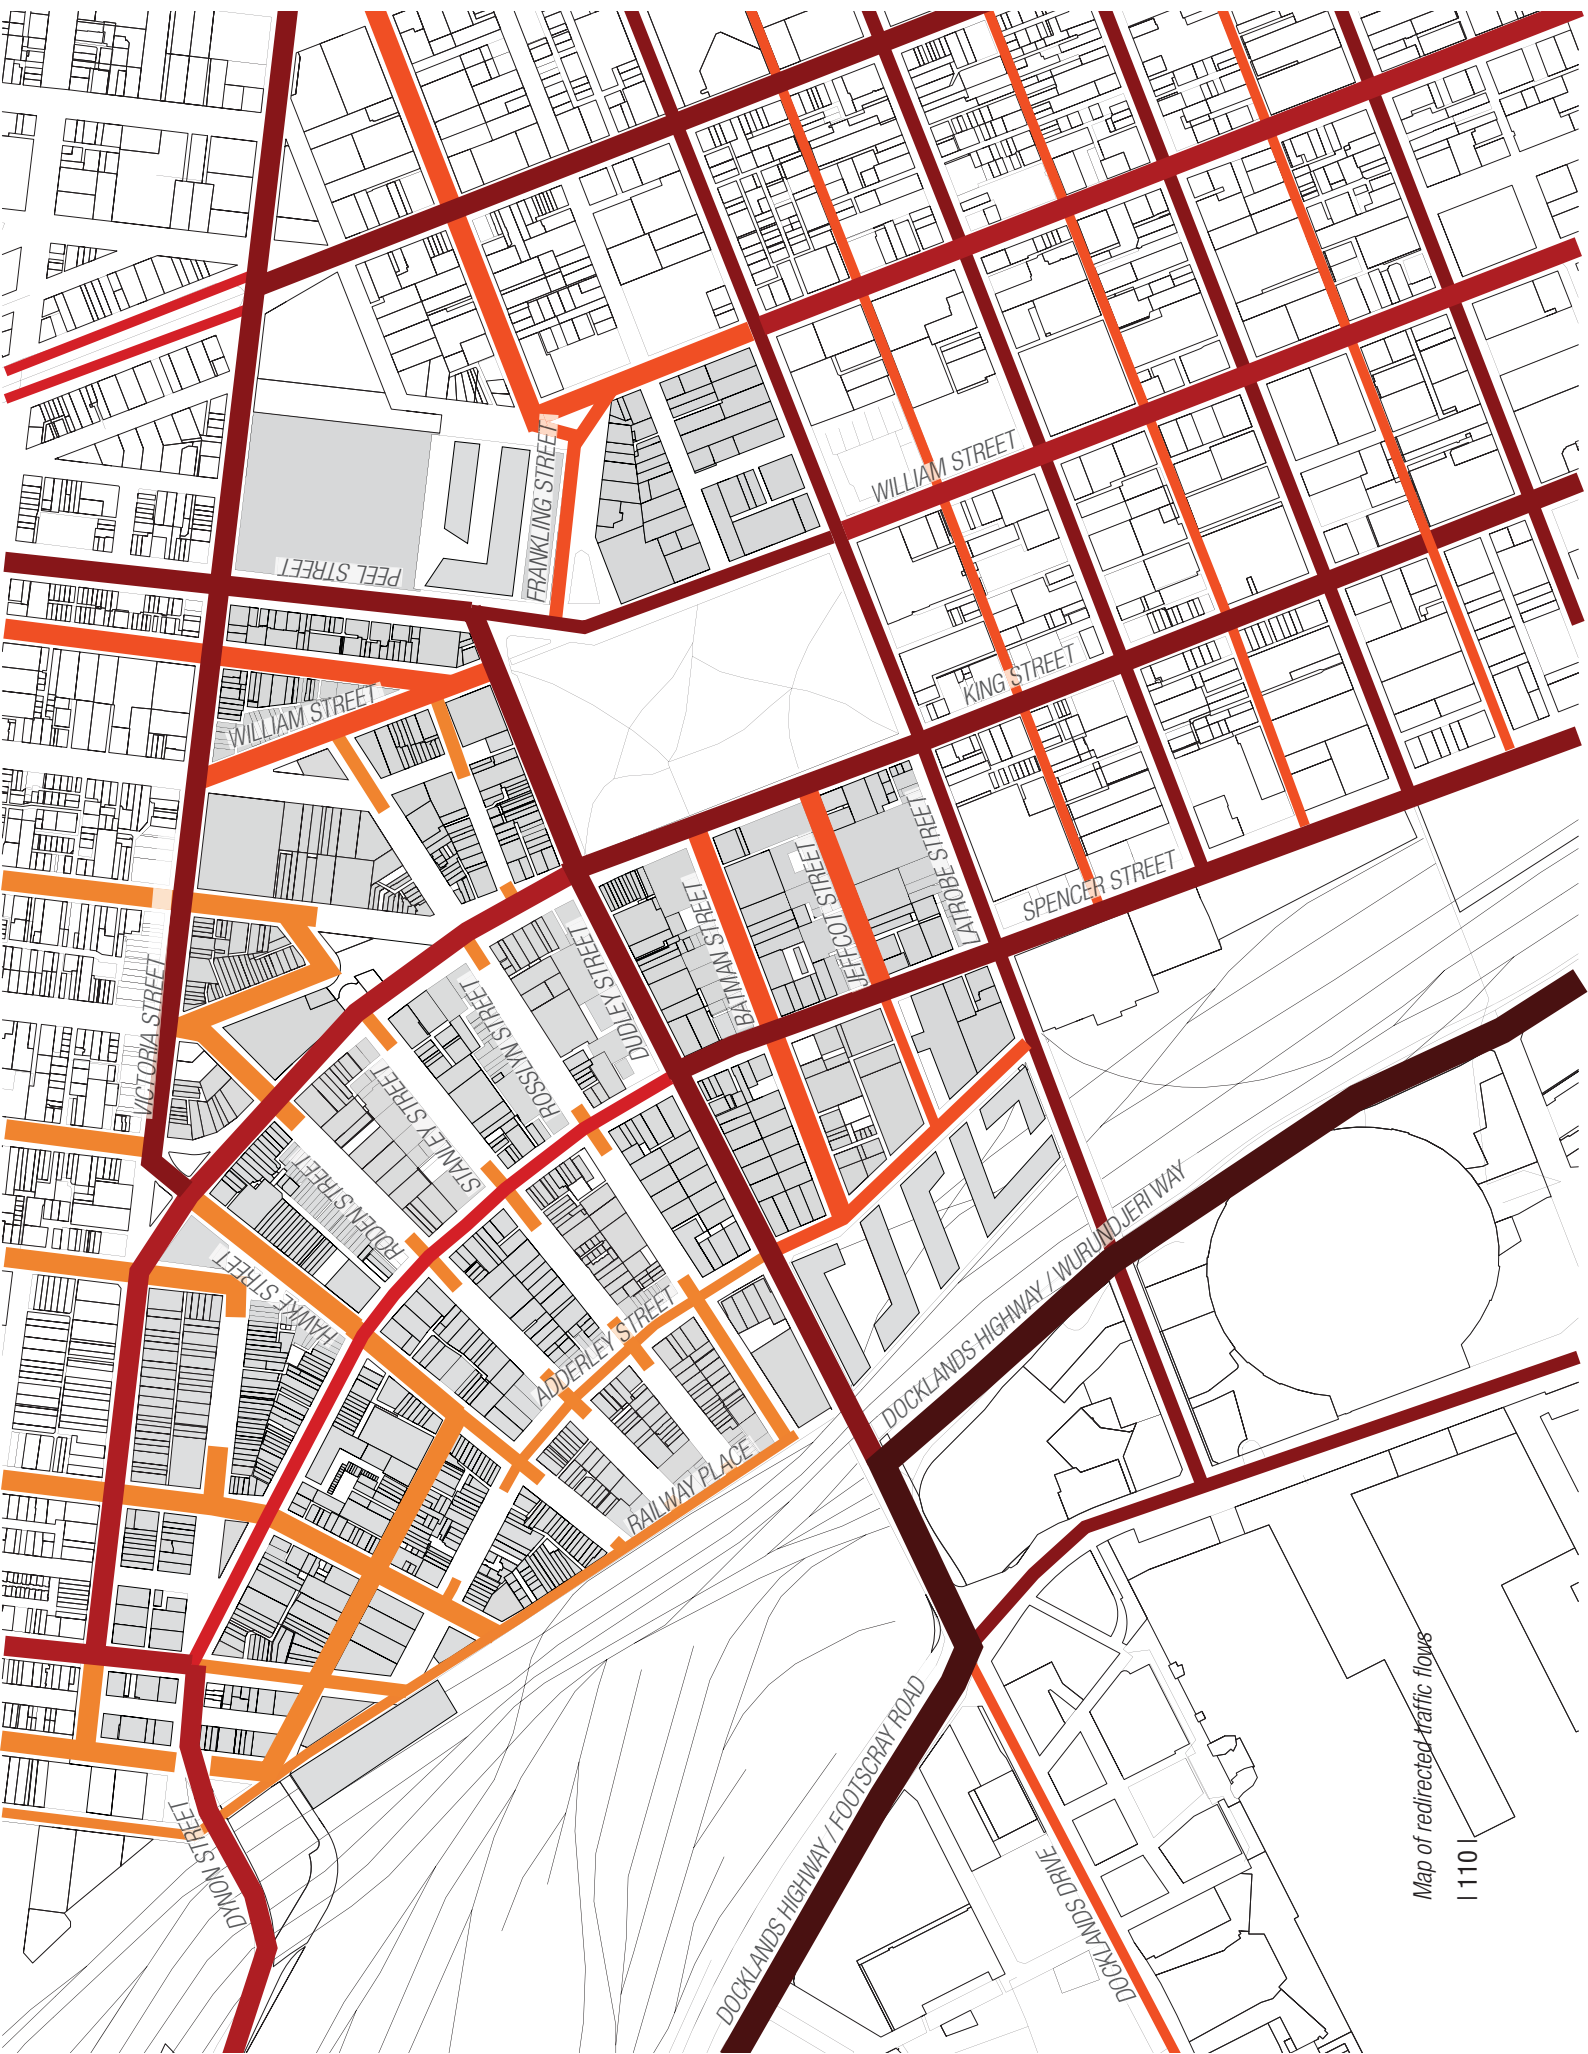 FRANKLING STREET
WILLIAM STREET
PEEL STREET
KING STREET
WILLIAM STREET
SPENCER STREET
LATROBE STREET
JEFFCOT STREET
BATMAN STREET
DUDLEY STREET
ROSSLYN STREET
STANLEY STREET
VICTORIA STREET
RODEN STREET
HAWKE STREET
ADDERLEY STREET
RAILWAY PLACE
DOCKLANDS HIGHWAY / WURUNDJERI WAY
DOCKLANDS HIGHWAY / FOOTSCRAY ROAD
DOCKLANDS DRIVE
DYNON STREET
Map of redirected traffic flows
| 110 |